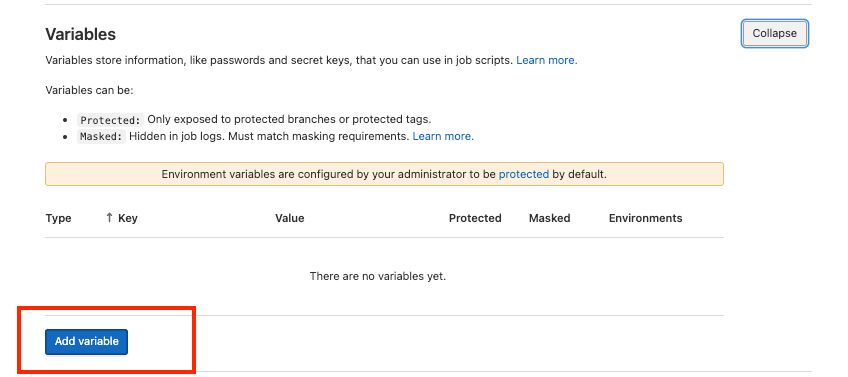 Variables
Collapse
Variables store information, like passwords and secret keys, that you can use in job scripts. Learn more.
Variables can be:
• Protected: Only exposed to protected branches or protected tags.
• Masked: Hidden in job logs. Must match masking requirements. Learn more.
Environment variables are configured by your administrator to be protected by default.
Type ↑ Key Value Protected Masked Environments
There are no variables yet.
Add variable